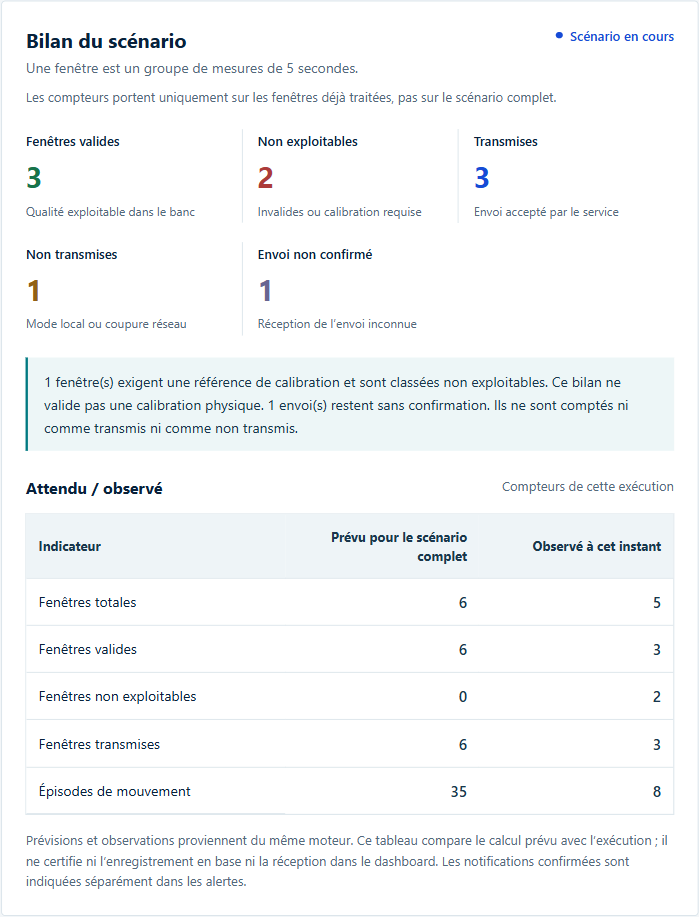 Bilan du scénario
Scénario en cours
Une fenêtre est un groupe de mesures de 5 secondes.
Les compteurs portent uniquement sur les fenêtres déjà traitées, pas sur le scénario complet.
Fenêtres valides
3
Qualité exploitable dans le banc
Non exploitables
2
Invalides ou calibration requise
Transmises
3
Envoi accepté par le service
Non transmises
1
Mode local ou coupure réseau
Envoi non confirmé
1
Réception de l'envoi inconnue
1 fenêtre(s) exigent une référence de calibration et sont classées non exploitables. Ce bilan ne
valide pas une calibration physique. 1 envoi(s) restent sans confirmation. Ils ne sont comptés ni
comme transmis ni comme non transmis.
Attendu / observé
Compteurs de cette exécution
Indicateur
Prévu pour le scénario
complet
Observé à cet instant
Fenêtres totales 6 5
Fenêtres valides 6 3
Fenêtres non exploitables 0 2
Fenêtres transmises 6 3
Épisodes de mouvement 35 8
Prévisions et observations proviennent du même moteur. Ce tableau compare le calcul prévu avec l'exécution ; il
ne certifie ni l'enregistrement en base ni la réception dans le dashboard. Les notifications confirmées sont
indiquées séparément dans les alertes.